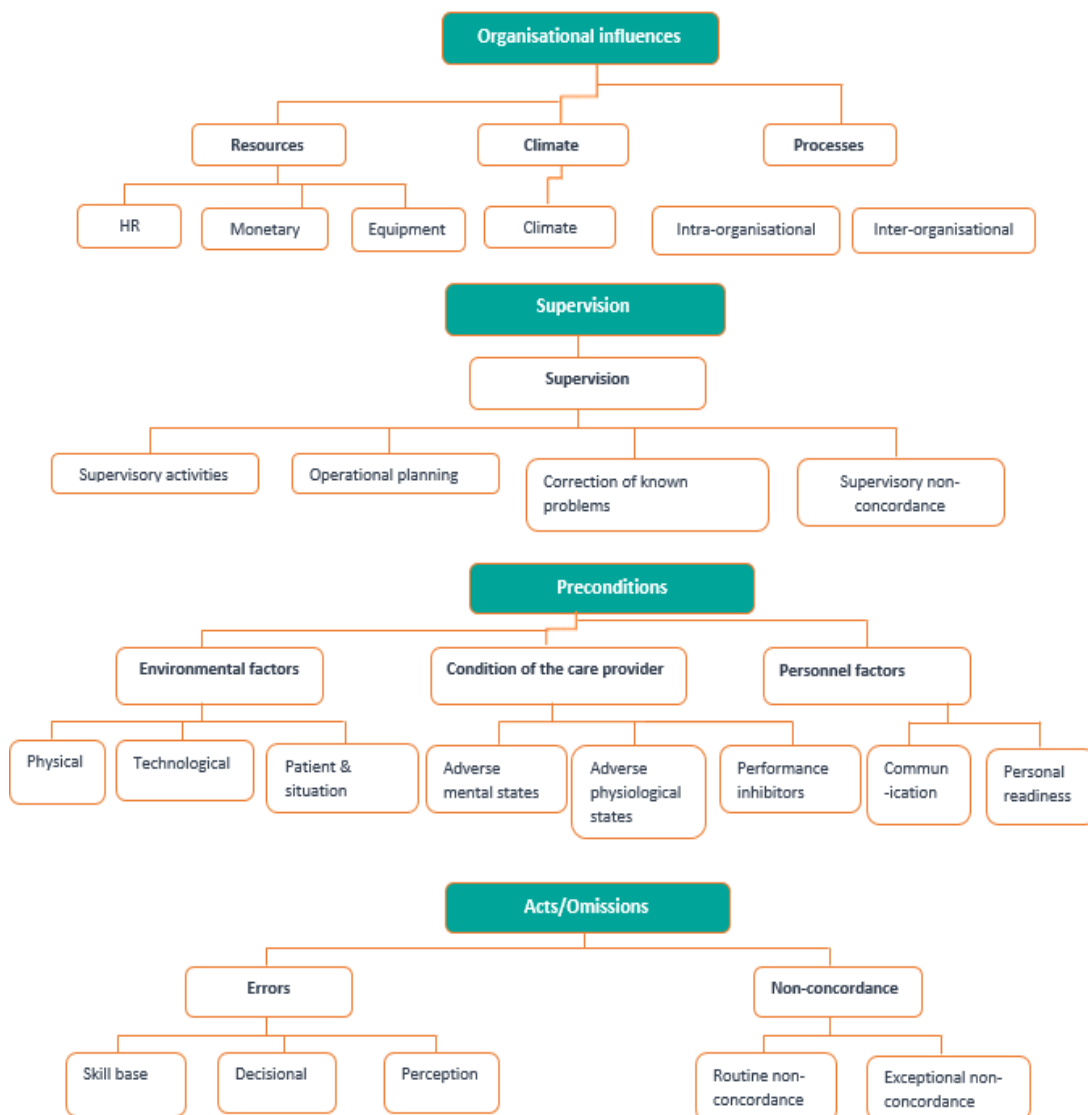 Organisational influences
Resources
Climate
Processes
HR
Monetary
Equipment
Climate
Intra-organisational
Inter-organisational
Supervision
Supervision
Supervisory activities
Operational planning
Correction of known
problems
Supervisory non-
concordance
Preconditions
Environmental factors
Condition of the care provider
Personnel factors
Physical
Technological
Patient &
situation
Adverse
mental states
Adverse
physiological
states
Performance
inhibitors
Commun
-ication
Personal
readiness
Acts/Omissions
Errors
Non-concordance
Skill base
Decisional
Perception
Routine non-
concordance
Exceptional non-
concordance